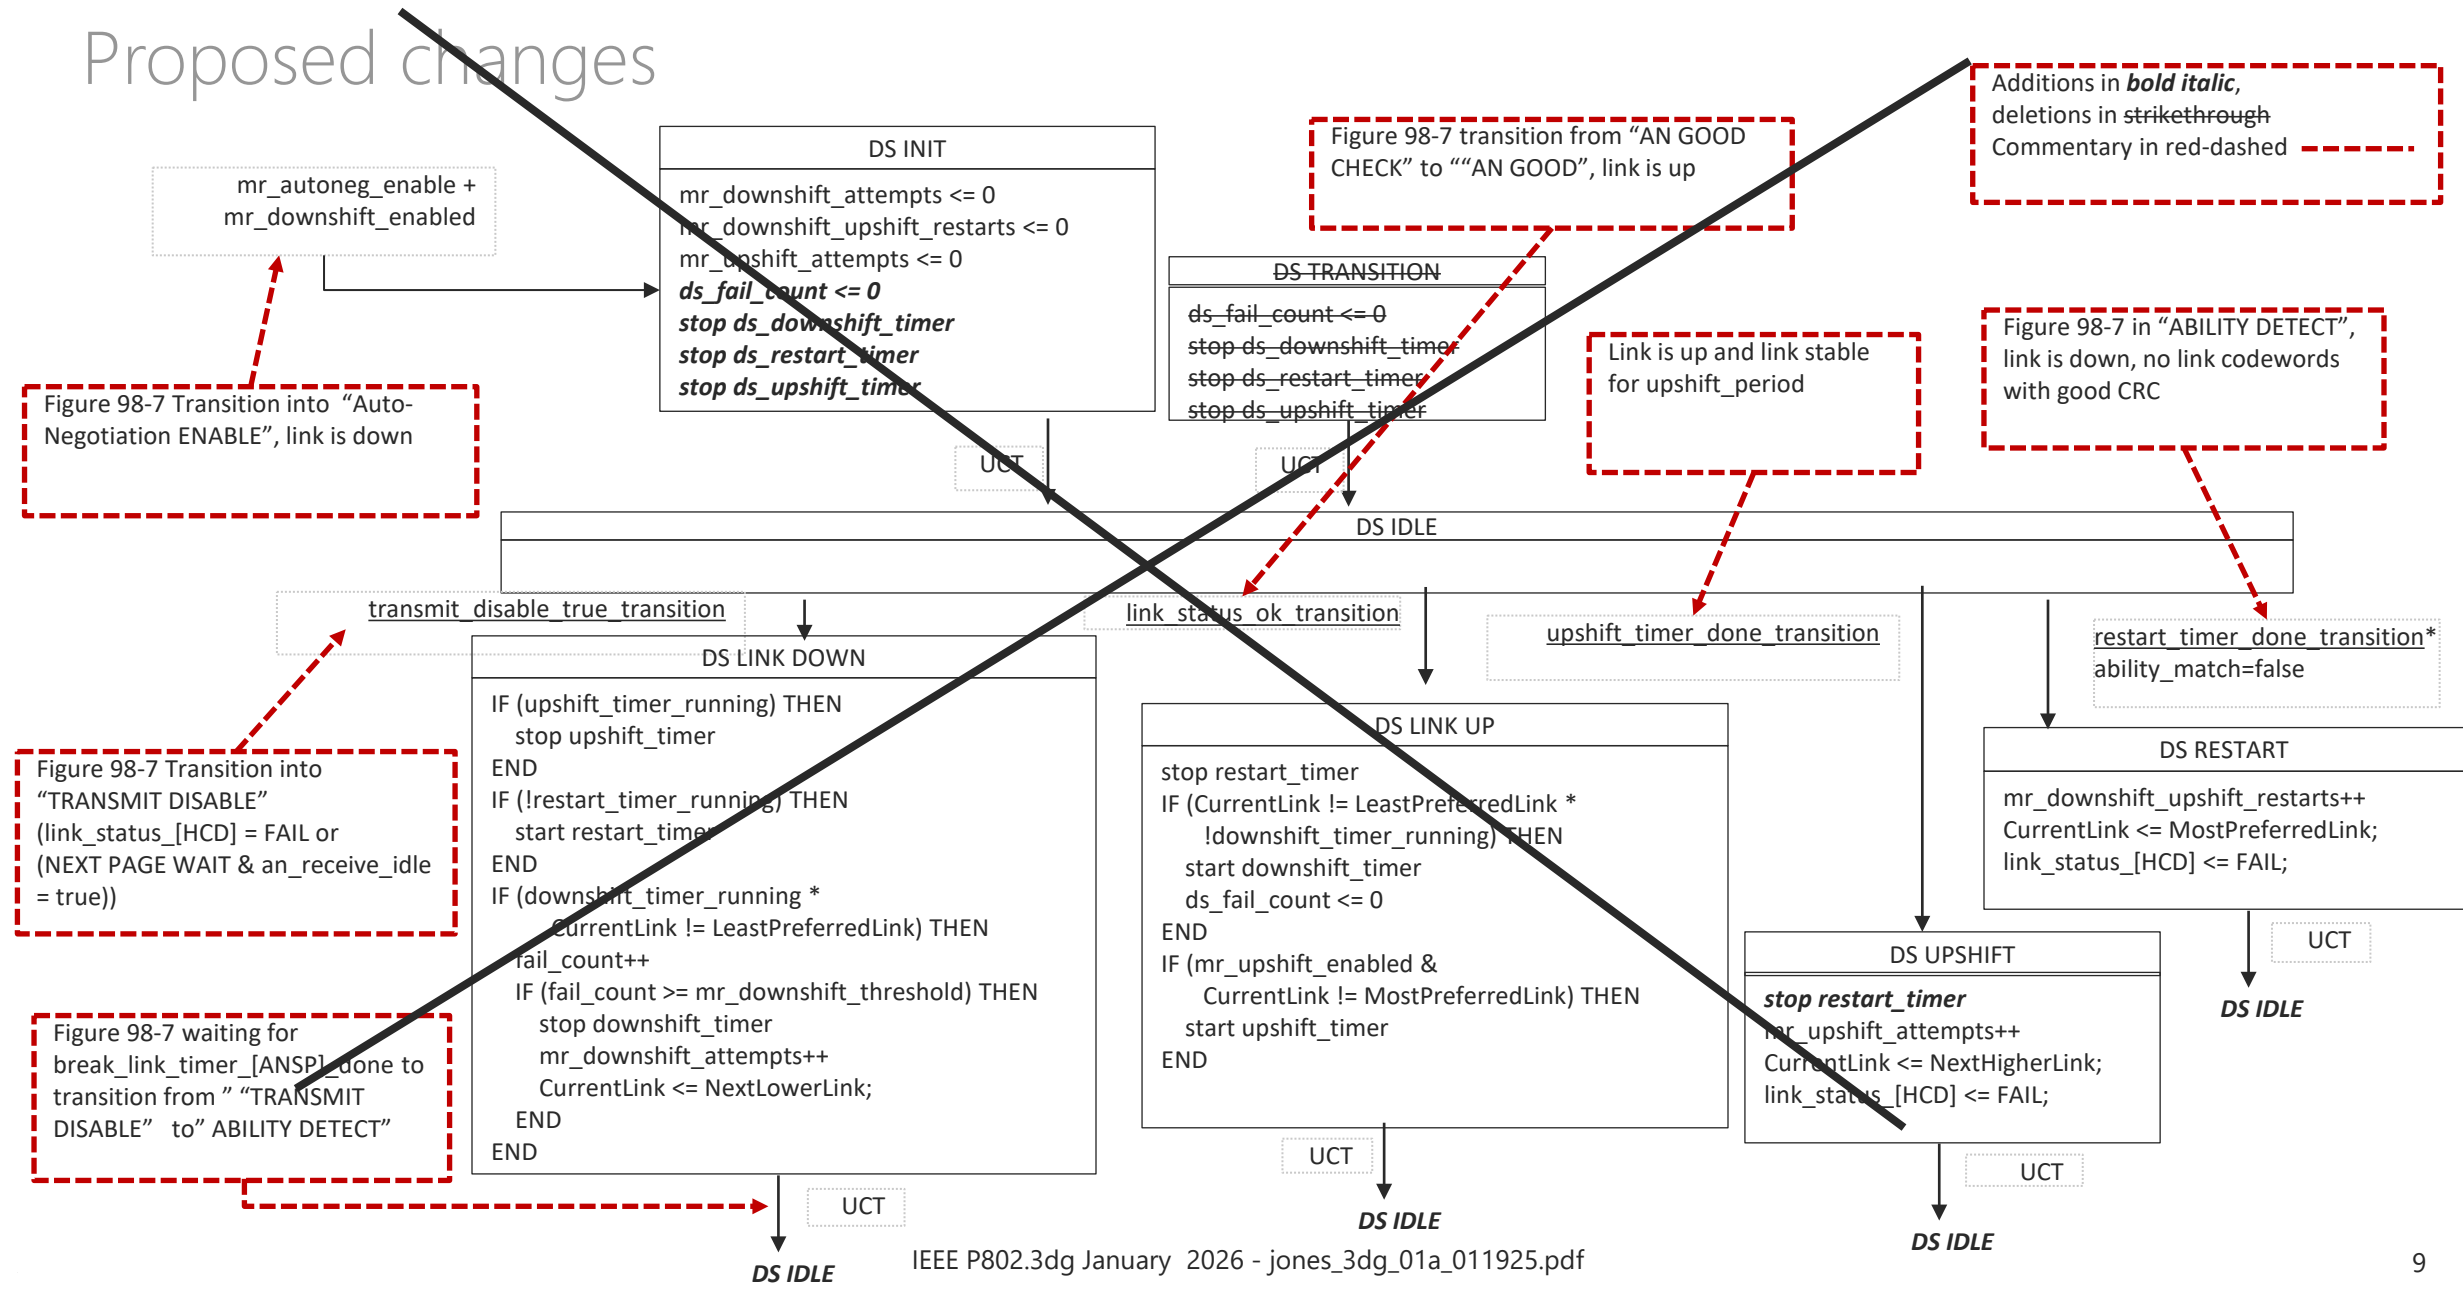 Proposed changes
Additions in bold italic,
deletions in strikethrough
Commentary in red-dashed
Figure 98-7 transition from “AN GOOD
CHECK” to ““AN GOOD”, link is up
mr_autoneg_enable +
mr_downshift_enabled
DS INIT
mr_downshift_attempts <= 0
mr_downshift_upshift_restarts <= 0
mr_upshift_attempts <= 0
ds_fail_count <= 0
stop ds_downshift_timer
stop ds_restart_timer
stop ds_upshift_timer
DS TRANSITION
ds_fail_count <= 0
stop ds_downshift_timer
stop ds_restart_timer
stop ds_upshift_timer
Link is up and link stable
for upshift_period
Figure 98-7 in “ABILITY DETECT”,
link is down, no link codewords
with good CRC
Figure 98-7 Transition into “Auto-
Negotiation ENABLE”, link is down
UCT
UCT
DS IDLE
transmit_disable_true_transition
link_status_ok_transition
upshift_timer_done_transition
restart_timer_done_transition*
ability_match=false
DS LINK DOWN
IF (upshift_timer_running) THEN
stop upshift_timer
END
IF (!restart_timer_running) THEN
start restart_timer
END
IF (downshift_timer_running *
CurrentLink != LeastPreferredLink) THEN
fail_count++
IF (fail_count >= mr_downshift_threshold) THEN
stop downshift_timer
mr_downshift_attempts++
CurrentLink <= NextLowerLink;
END
END
DS LINK UP
stop restart_timer
IF (CurrentLink != LeastPreferredLink *
!downshift_timer_running) THEN
start downshift_timer
ds_fail_count <= 0
END
IF (mr_upshift_enabled &
CurrentLink != MostPreferredLink) THEN
start upshift_timer
END
DS RESTART
mr_downshift_upshift_restarts++
CurrentLink <= MostPreferredLink;
link_status_[HCD] <= FAIL;
UCT
DS IDLE
DS UPSHIFT
stop restart_timer
mr_upshift_attempts++
CurrentLink <= NextHigherLink;
link_status_[HCD] <= FAIL;
Figure 98-7 Transition into
“TRANSMIT DISABLE”
(link_status_[HCD] = FAIL or
(NEXT PAGE WAIT & an_receive_idle
= true))
Figure 98-7 waiting for
break_link_timer_[ANSP]_done to
transition from ” “TRANSMIT
DISABLE” to” ABILITY DETECT”
UCT
DS IDLE
UCT
DS IDLE
UCT
DS IDLE
IEEE P802.3dg January 2026 - jones_3dg_01a_011925.pdf
9